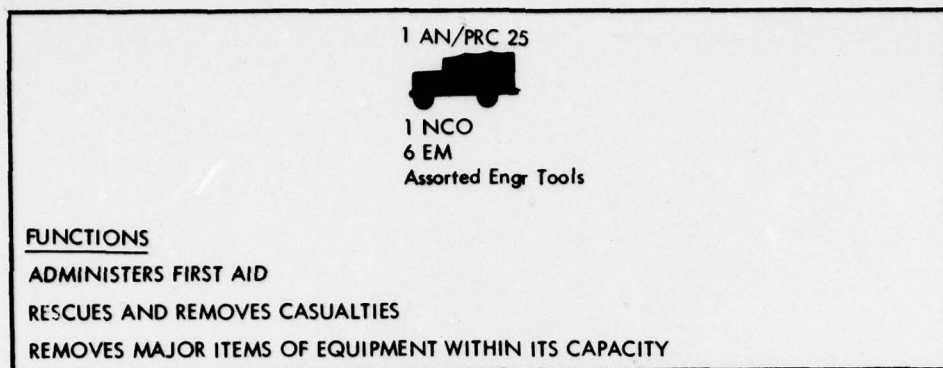 1 AN/PRC 25
1 NCO
6 EM
Assorted Engr Tools
FUNCTIONS
ADMINISTERS FIRST AID
RESCUES AND REMOVES CASUALTIES
REMOVES MAJOR ITEMS OF EQUIPMENT WITHIN ITS CAPACITY